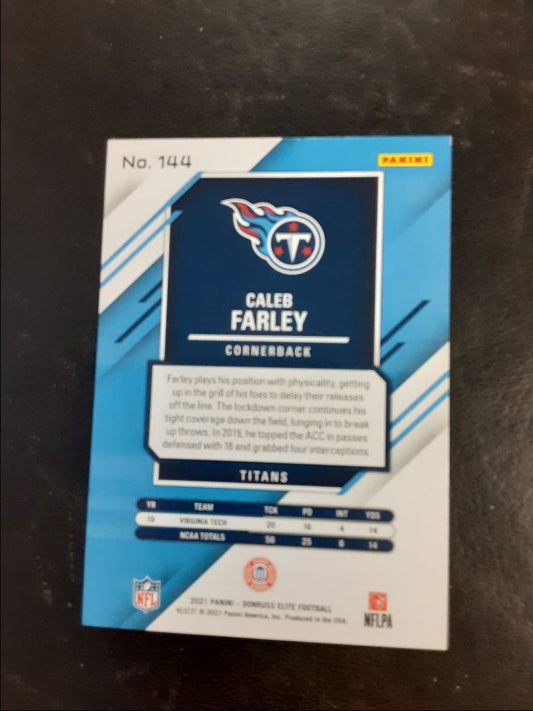 No. 144
PANINI
T
CALEB
FARLEY
CORNERBACK
Farley plays his position with physicality, getting
up in the grill of his foes to delay their releases
off the line. The lockdown corner continues his
tight coverage down the field, lunging in to break
up throws. In 2019, he topped the ACC in passes
defensed with 16 and grabbed four interceptions.
TITANS
YR TEAM TCK PD INT YDS
19 VIRGINIA TECH 20 16 4 14
NCAA TOTALS 56 25 6 14
NFL
NFLPA
2021 PANINI - DONRUSS ELITE FOOTBALL
© 2021 Panini America, Inc. Produced in the USA.